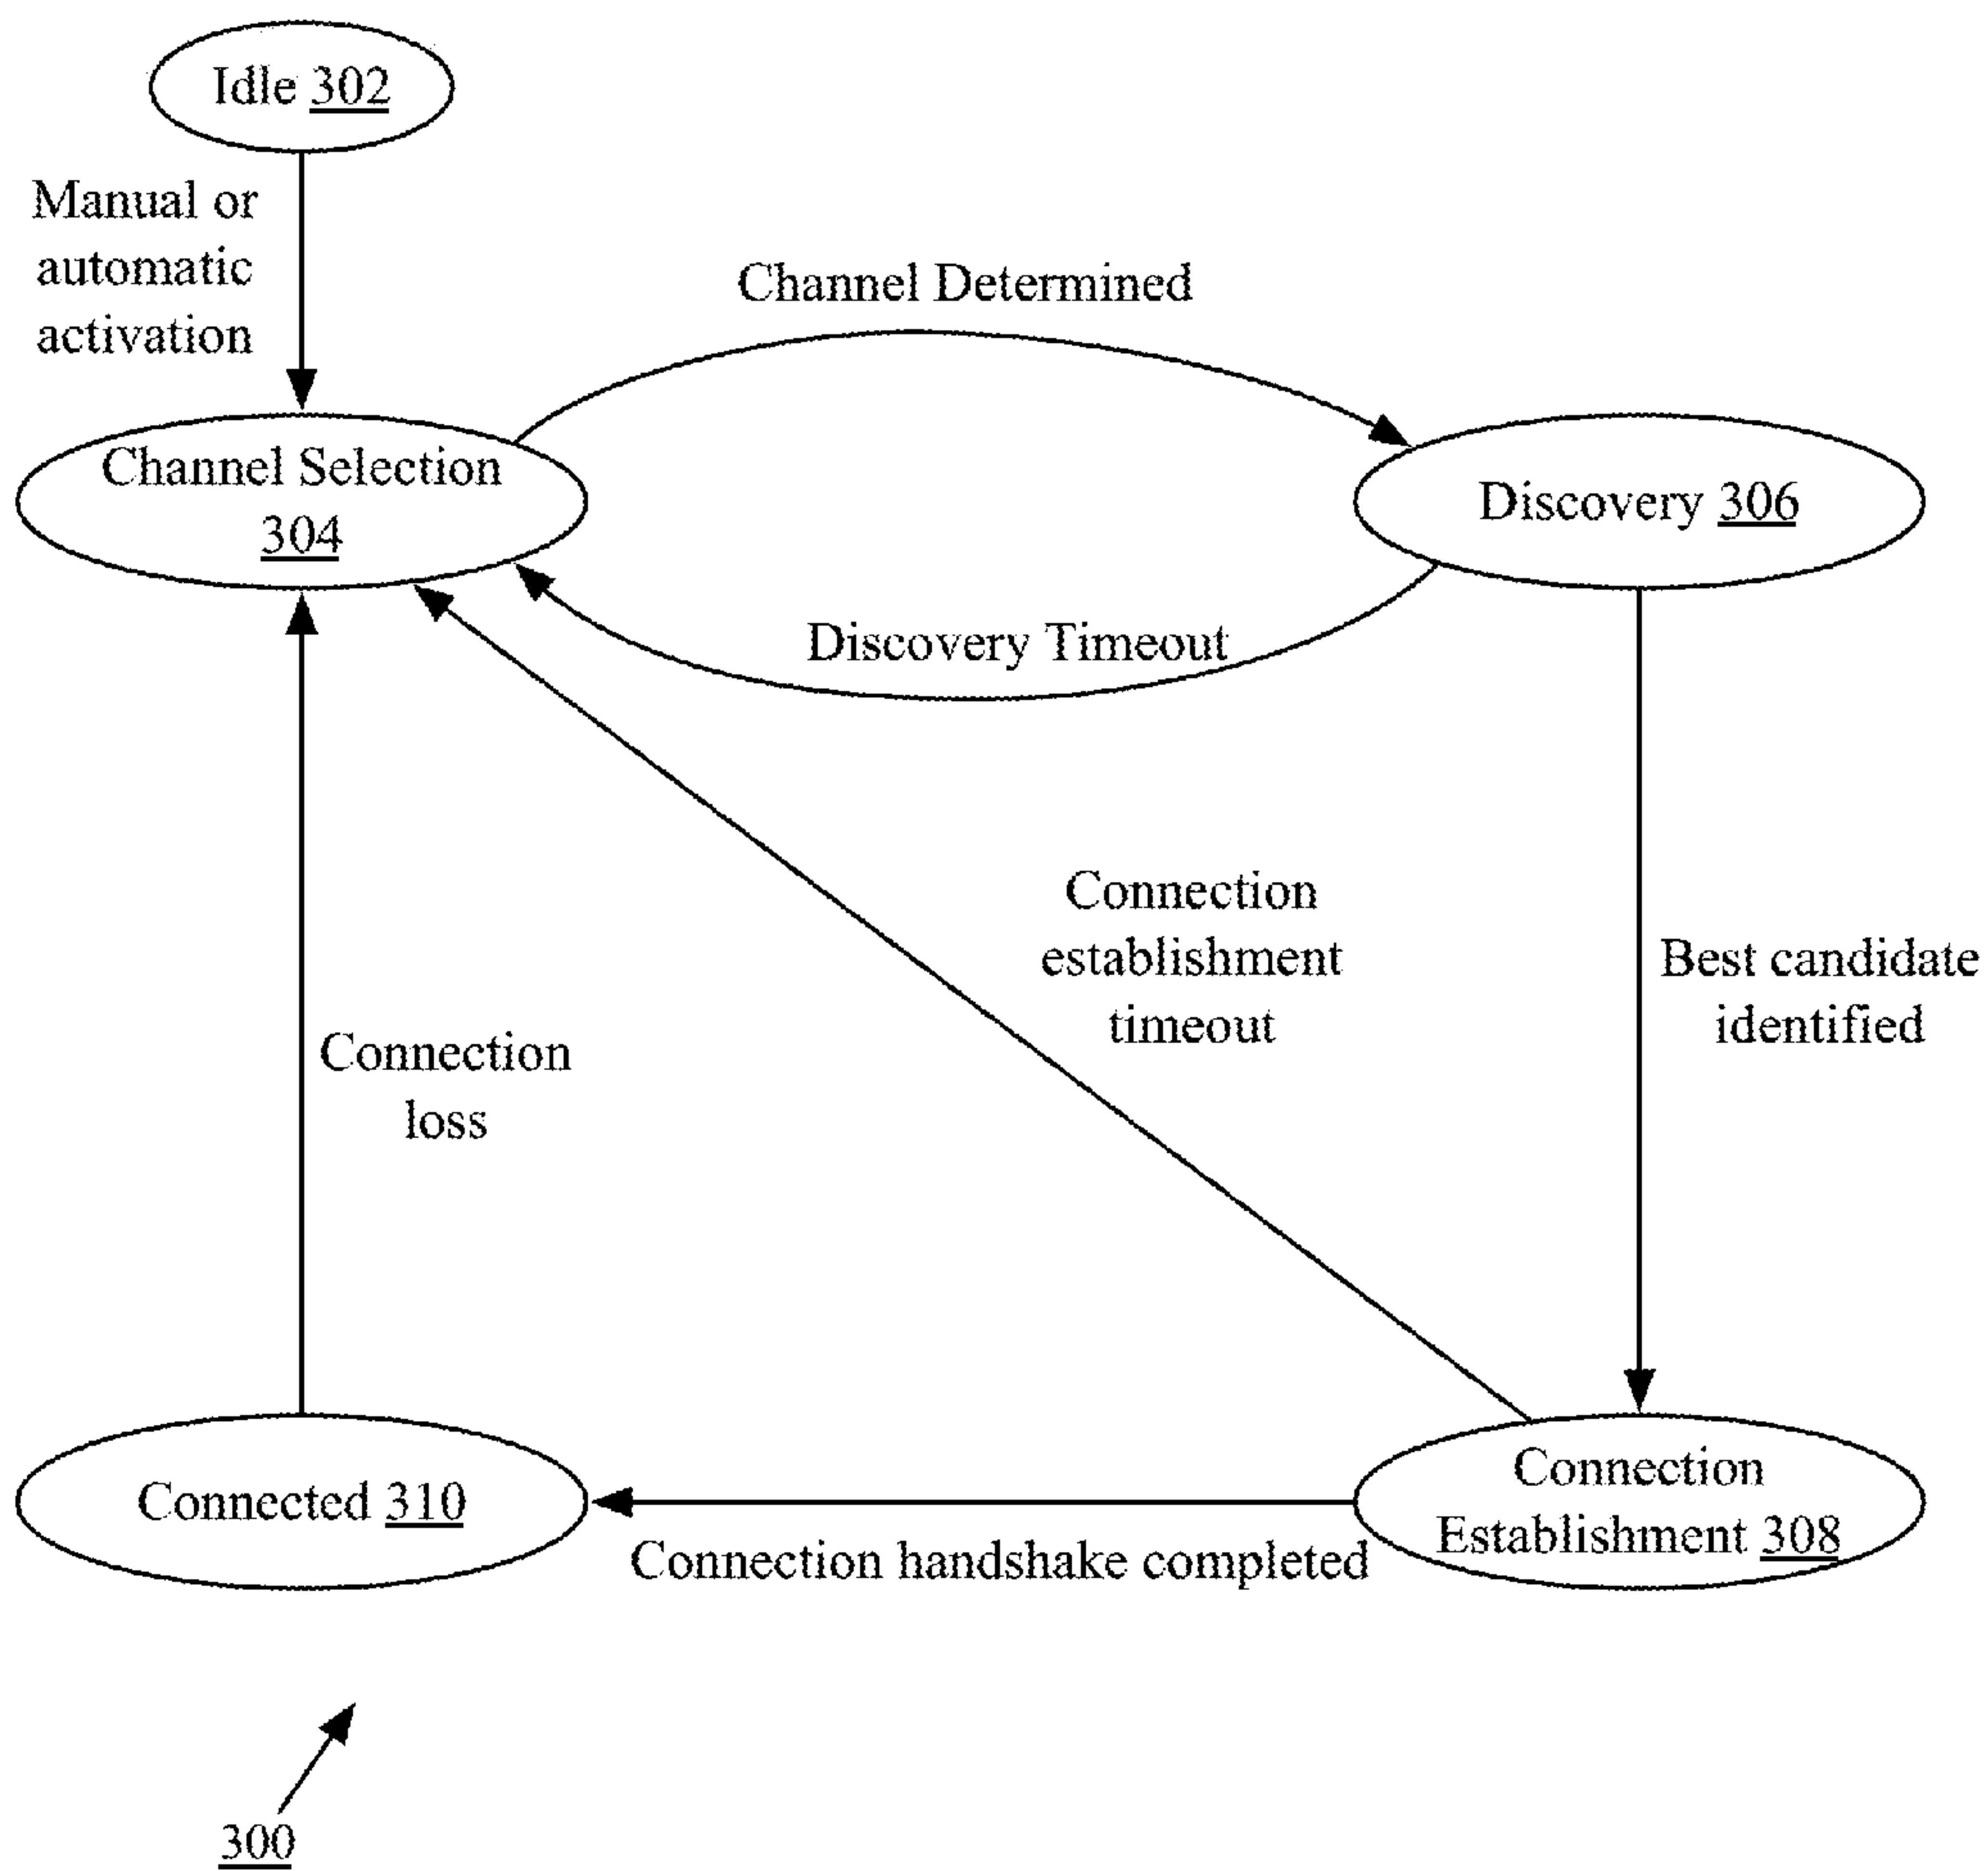 Idle 302
Manual or
automatic
activation
Channel Determined
Channel Selection
304
Discovery 306
Discovery Timeout
Connection
establishment
timeout
Best candidate
identified
Connection
loss
Connected 310
Connection
Establishment 308
Connection handshake completed
300